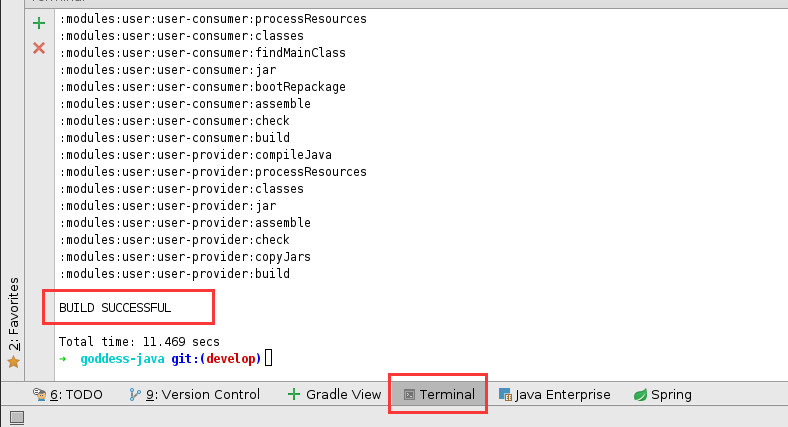 :modules:user:user-consumer:processResources
:modules:user:user-consumer:classes
:modules:user:user-consumer:findMainClass
:modules:user:user-consumer:jar
:modules:user:user-consumer:bootRepackage
:modules:user:user-consumer:assemble
:modules:user:user-consumer:check
:modules:user:user-consumer:build
:modules:user:user-provider:compileJava
:modules:user:user-provider:processResources
:modules:user:user-provider:classes
:modules:user:user-provider:jar
:modules:user:user-provider:assemble
:modules:user:user-provider:check
:modules:user:user-provider:copyJars
:modules:user:user-provider:build
BUILD SUCCESSFUL
Total time: 11.469 secs
➜ goddess-java git:(develop)
2: Favorites
6: TODO 9: Version Control Gradle View Terminal Java Enterprise Spring